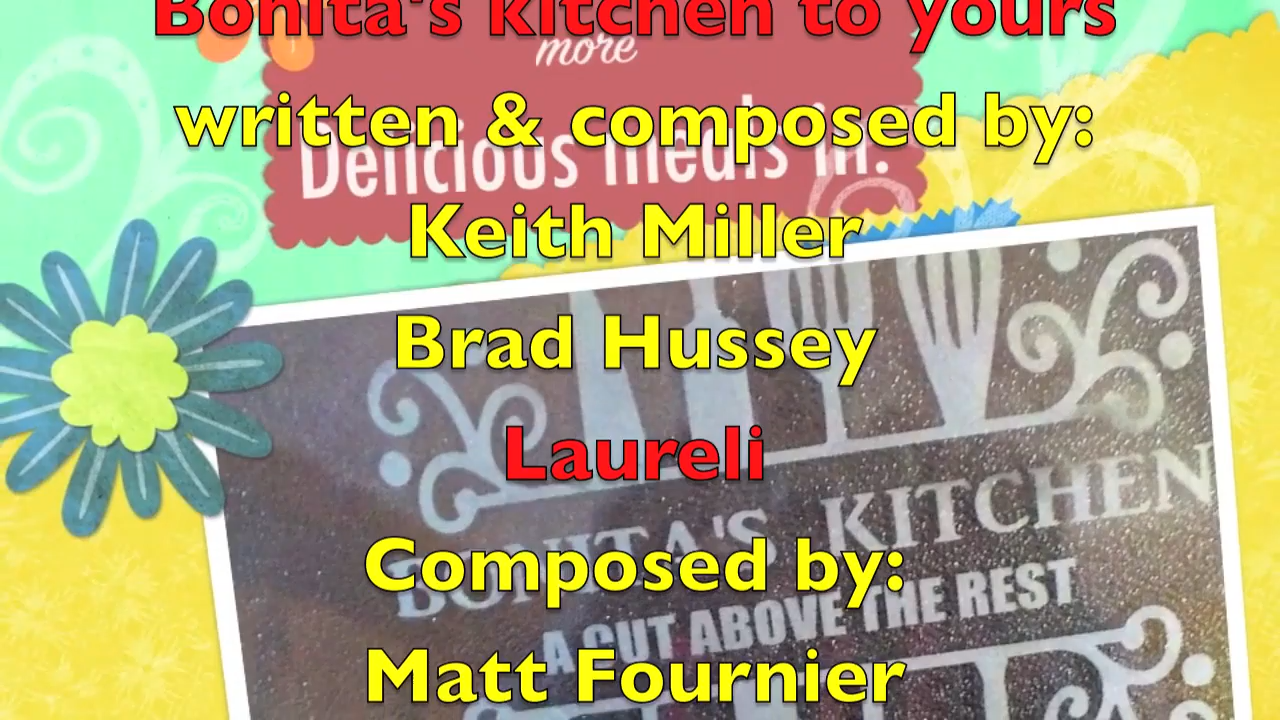 Bonita's kitchen to yours
more
written & composed by:
Delicious meals in:
Keith Miller
Brad Hussey
Laureli
BONITA'S KITCHEN
Composed by:
A CUT ABOVE THE REST
Matt Fournier